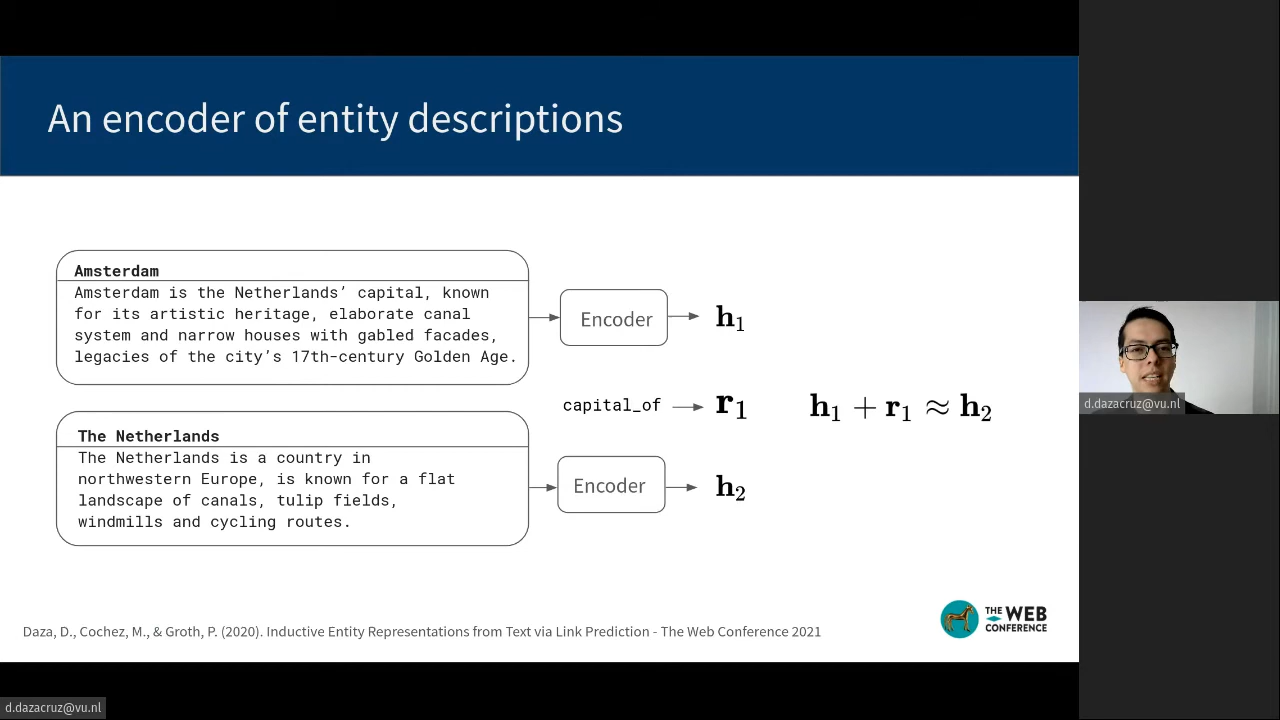 An encoder of entity descriptions
Amsterdam
Amsterdam is the Netherlands’ capital, known
for its artistic heritage, elaborate canal
system and narrow houses with gabled facades,
legacies of the city’s 17th-century Golden Age.
Encoder
h₁
capital_of
r₁
h₁ + r₁ ≈ h₂
The Netherlands
The Netherlands is a country in
northwestern Europe, is known for a flat
landscape of canals, tulip fields,
windmills and cycling routes.
Encoder
h₂
Daza, D., Cochez, M., & Groth, P. (2020). Inductive Entity Representations from Text via Link Prediction - The Web Conference 2021
THE WEB
CONFERENCE
d.dazacruz@vu.nl
d.dazacruz@vu.nl